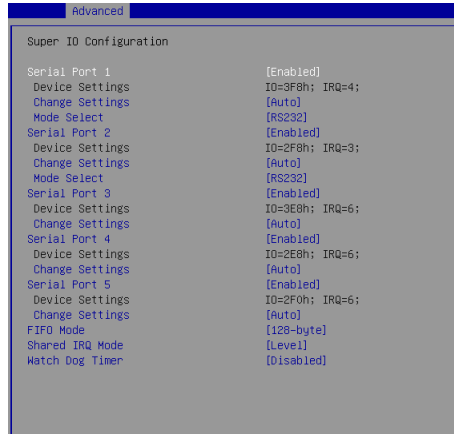 Advanced
Super IO Configuration
Serial Port 1 [Enabled]
Device Settings IO=3F8h; IRQ=4;
Change Settings [Auto]
Mode Select [RS232]
Serial Port 2 [Enabled]
Device Settings IO=2F8h; IRQ=3;
Change Settings [Auto]
Mode Select [RS232]
Serial Port 3 [Enabled]
Device Settings IO=3E8h; IRQ=6;
Change Settings [Auto]
Serial Port 4 [Enabled]
Device Settings IO=2E8h; IRQ=6;
Change Settings [Auto]
Serial Port 5 [Enabled]
Device Settings IO=2F0h; IRQ=6;
Change Settings [Auto]
FIFO Mode [128-byte]
Shared IRQ Mode [Level]
Watch Dog Timer [Disabled]